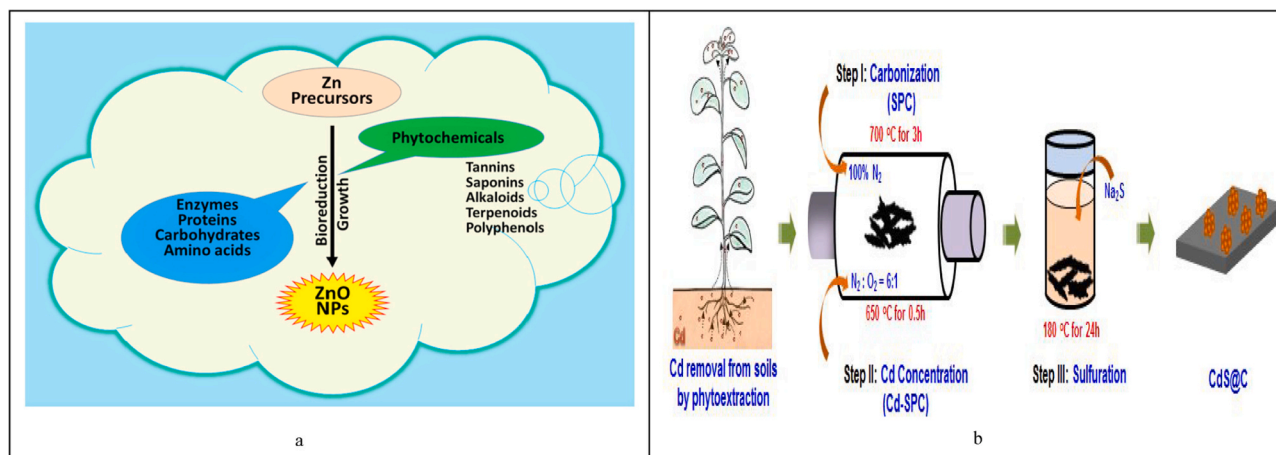 Zn
Precursors
Phytochemicals
Tannins
Saponins
Alkaloids
Terpenoids
Polyphenols
Bioreduction
Growth
Enzymes
Proteins
Carbohydrates
Amino acids
ZnO
NPs
a
Cd
Cd removal from soils
by phytoextraction
Step I: Carbonization
(SPC)
700 °C for 3h
100% N₂
N₂ : O₂ = 6:1
650 °C for 0.5h
Step II: Cd Concentration
(Cd-SPC)
Na₂S
180 °C for 24h
Step III: Sulfuration
CdS@C
b